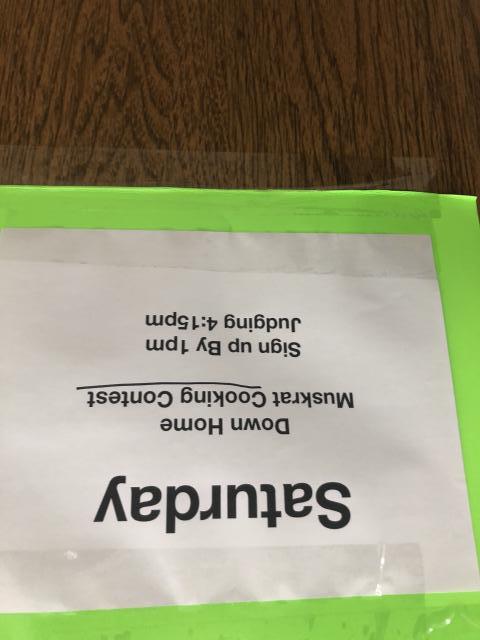 Saturday
Down Home
Muskrat Cooking Contest
Sign up By 1pm
Judging 4:15pm